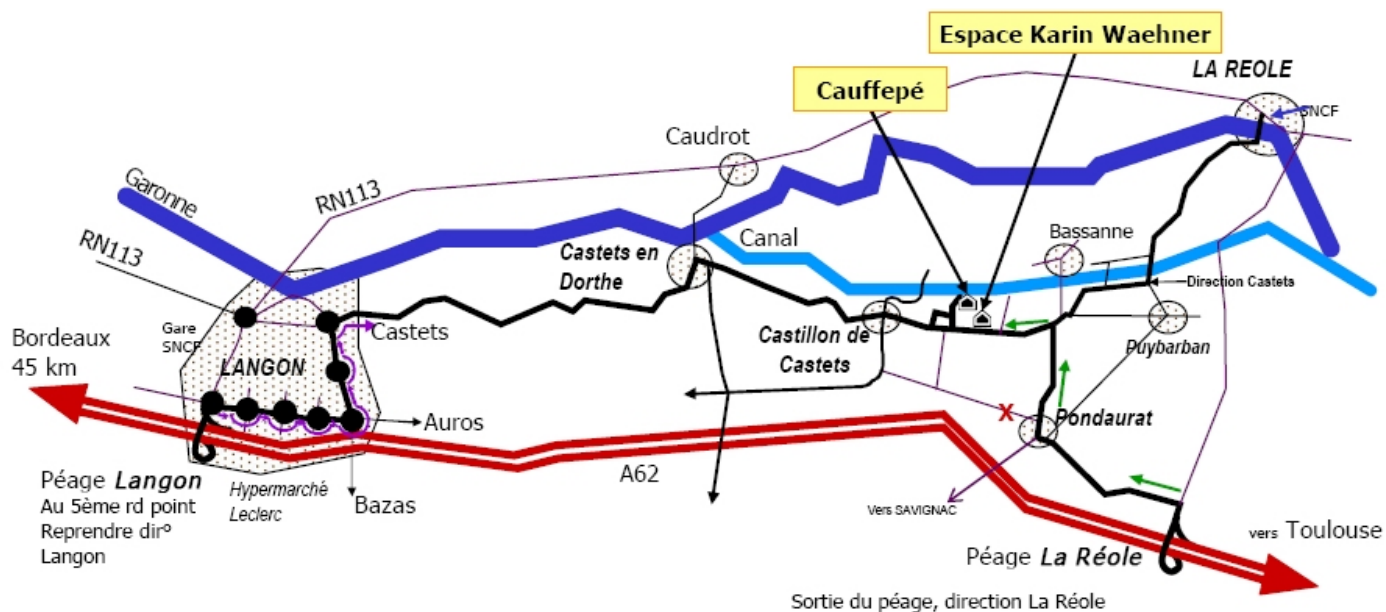 Espace Karin Waehner
LA REOLE
Cauffepé
SNCF
Caudrot
Garonne
RN113
RN113
Canal
Bassanne
Castets en
Dorthe
Direction Castets
Gare
SNCF
Castets
Bordeaux
45 km
LANGON
Castillon de
Castets
Puybarban
Auros
X
Pondaurat
A62
Péage Langon
Au 5ème rd point
Reprendre dir°
Langon
Hypermarché
Leclerc
Bazas
Vers SAVIGNAC
vers Toulouse
Péage La Réole
Sortie du péage, direction La Réole